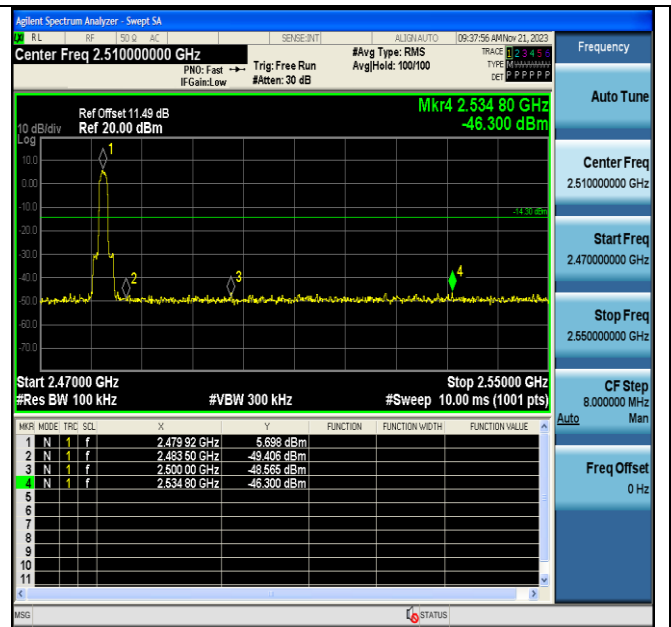 Agilent Spectrum Analyzer - Swept SA
LXI RL RF 50 Ω AC SENSE:INT ALIGN AUTO 09:37:56 AM Nov 21, 2023
Center Freq 2.510000000 GHz #Avg Type: RMS TRACE 1 2 3 4 5 6
PNO: Fast Trig: Free Run Avg|Hold: 100/100 TYPE M
IFGain:Low #Atten: 30 dB DET P P P P P P
Mkr4 2.534 80 GHz
Ref Offset 11.49 dB
10 dB/div Ref 20.00 dBm -46.300 dBm
Log
10.0
0.00
-10.0
-14.30 dBm
-20.0
-30.0
-40.0
-50.0
-60.0
-70.0
1
2
3
4
Start 2.47000 GHz Stop 2.55000 GHz
#Res BW 100 kHz #VBW 300 kHz #Sweep 10.00 ms (1001 pts)
MKR MODE TRC SCL X Y FUNCTION FUNCTION WIDTH FUNCTION VALUE
1 N 1 f 2.479 92 GHz 5.698 dBm
2 N 1 f 2.483 50 GHz -49.406 dBm
3 N 1 f 2.500 00 GHz -48.565 dBm
4 N 1 f 2.534 80 GHz -46.300 dBm
5
6
7
8
9
10
11
MSG STATUS
Frequency
Auto Tune
Center Freq
2.510000000 GHz
Start Freq
2.470000000 GHz
Stop Freq
2.550000000 GHz
CF Step
8.000000 MHz
Auto Man
Freq Offset
0 Hz